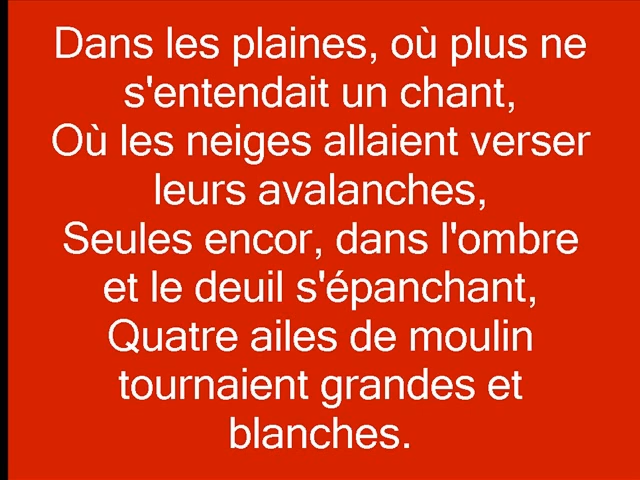 Dans les plaines, où plus ne
s'entendait un chant,
Où les neiges allaient verser
leurs avalanches,
Seules encor, dans l'ombre
et le deuil s'épanchant,
Quatre ailes de moulin
tournaient grandes et
blanches.